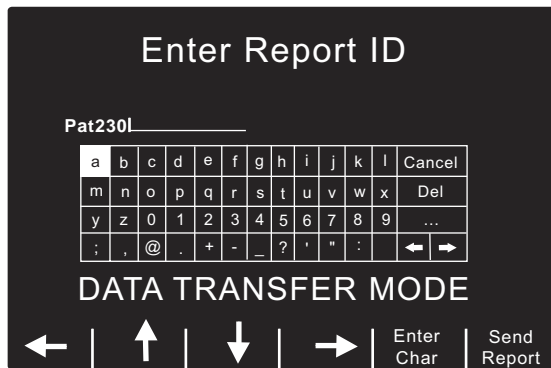 Enter Report ID
Pat230
a b c d e f g h i j k l Cancel
m n o p q r s t u v w x Del
y z 0 1 2 3 4 5 6 7 8 9 ...
; , @ . + - _ ? ' " :
DATA TRANSFER MODE
Enter Char Send Report